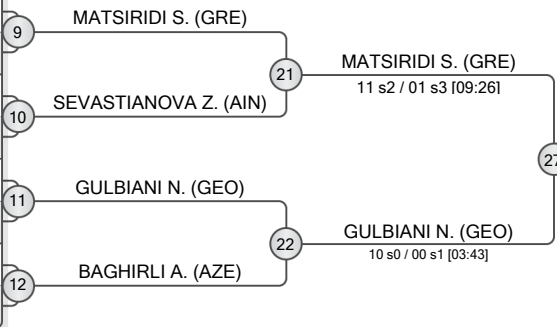 9
MATSIRIDI S. (GRE)
21
MATSIRIDI S. (GRE)
11 s2 / 01 s3 [09:26]
10
SEVASTIANOVA Z. (AIN)
27
11
GULBIANI N. (GEO)
22
GULBIANI N. (GEO)
10 s0 / 00 s1 [03:43]
12
BAGHIRLI A. (AZE)